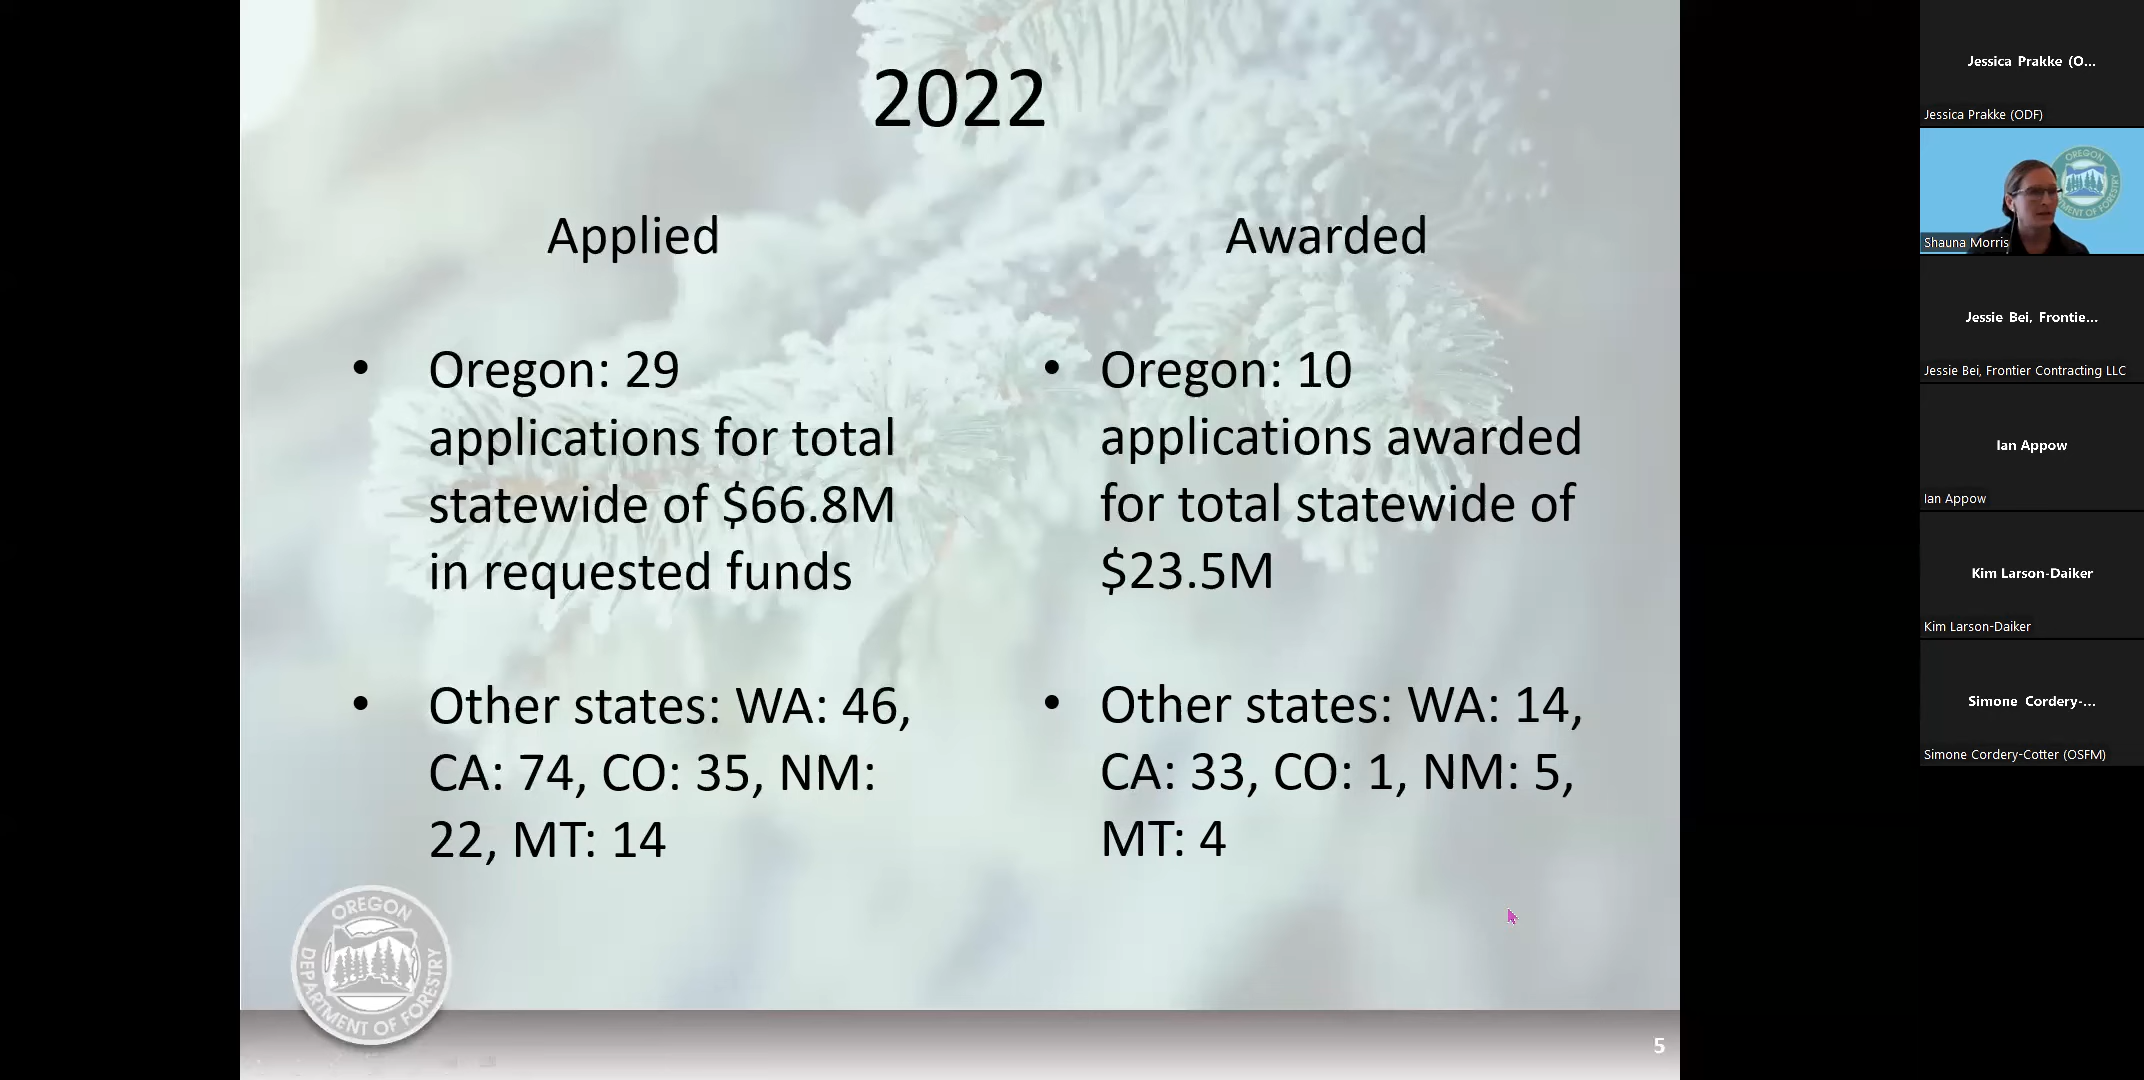 2022
Applied
• Oregon: 29
applications for total
statewide of $66.8M
in requested funds
• Other states: WA: 46,
CA: 74, CO: 35, NM:
22, MT: 14
Awarded
• Oregon: 10
applications awarded
for total statewide of
$23.5M
• Other states: WA: 14,
CA: 33, CO: 1, NM: 5,
MT: 4
OREGON
DEPARTMENT OF FORESTRY
5
Jessica Prakke (O...
Jessica Prakke (ODF)
OREGON
MENT OF FORESTRY
Shauna Morris
Jessie Bei, Frontie...
Jessie Bei, Frontier Contracting LLC
Ian Appow
Ian Appow
Kim Larson-Daiker
Kim Larson-Daiker
Simone Cordery-...
Simone Cordery-Cotter (OSFM)